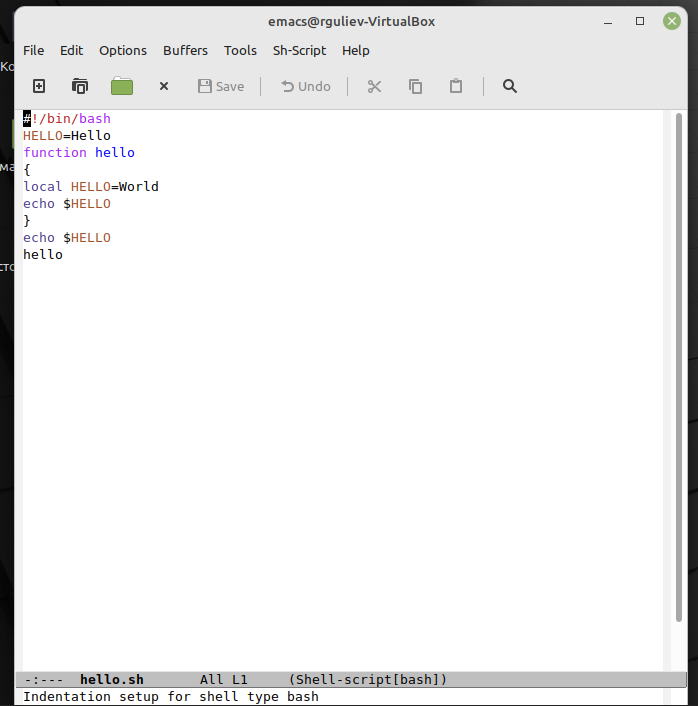 emacs@rguliev-VirtualBox
File Edit Options Buffers Tools Sh-Script Help
Save Undo
#!/bin/bash
HELLO=Hello
function hello
{
local HELLO=World
echo $HELLO
}
echo $HELLO
hello
-:--- hello.sh All L1 (Shell-script[bash])
Indentation setup for shell type bash